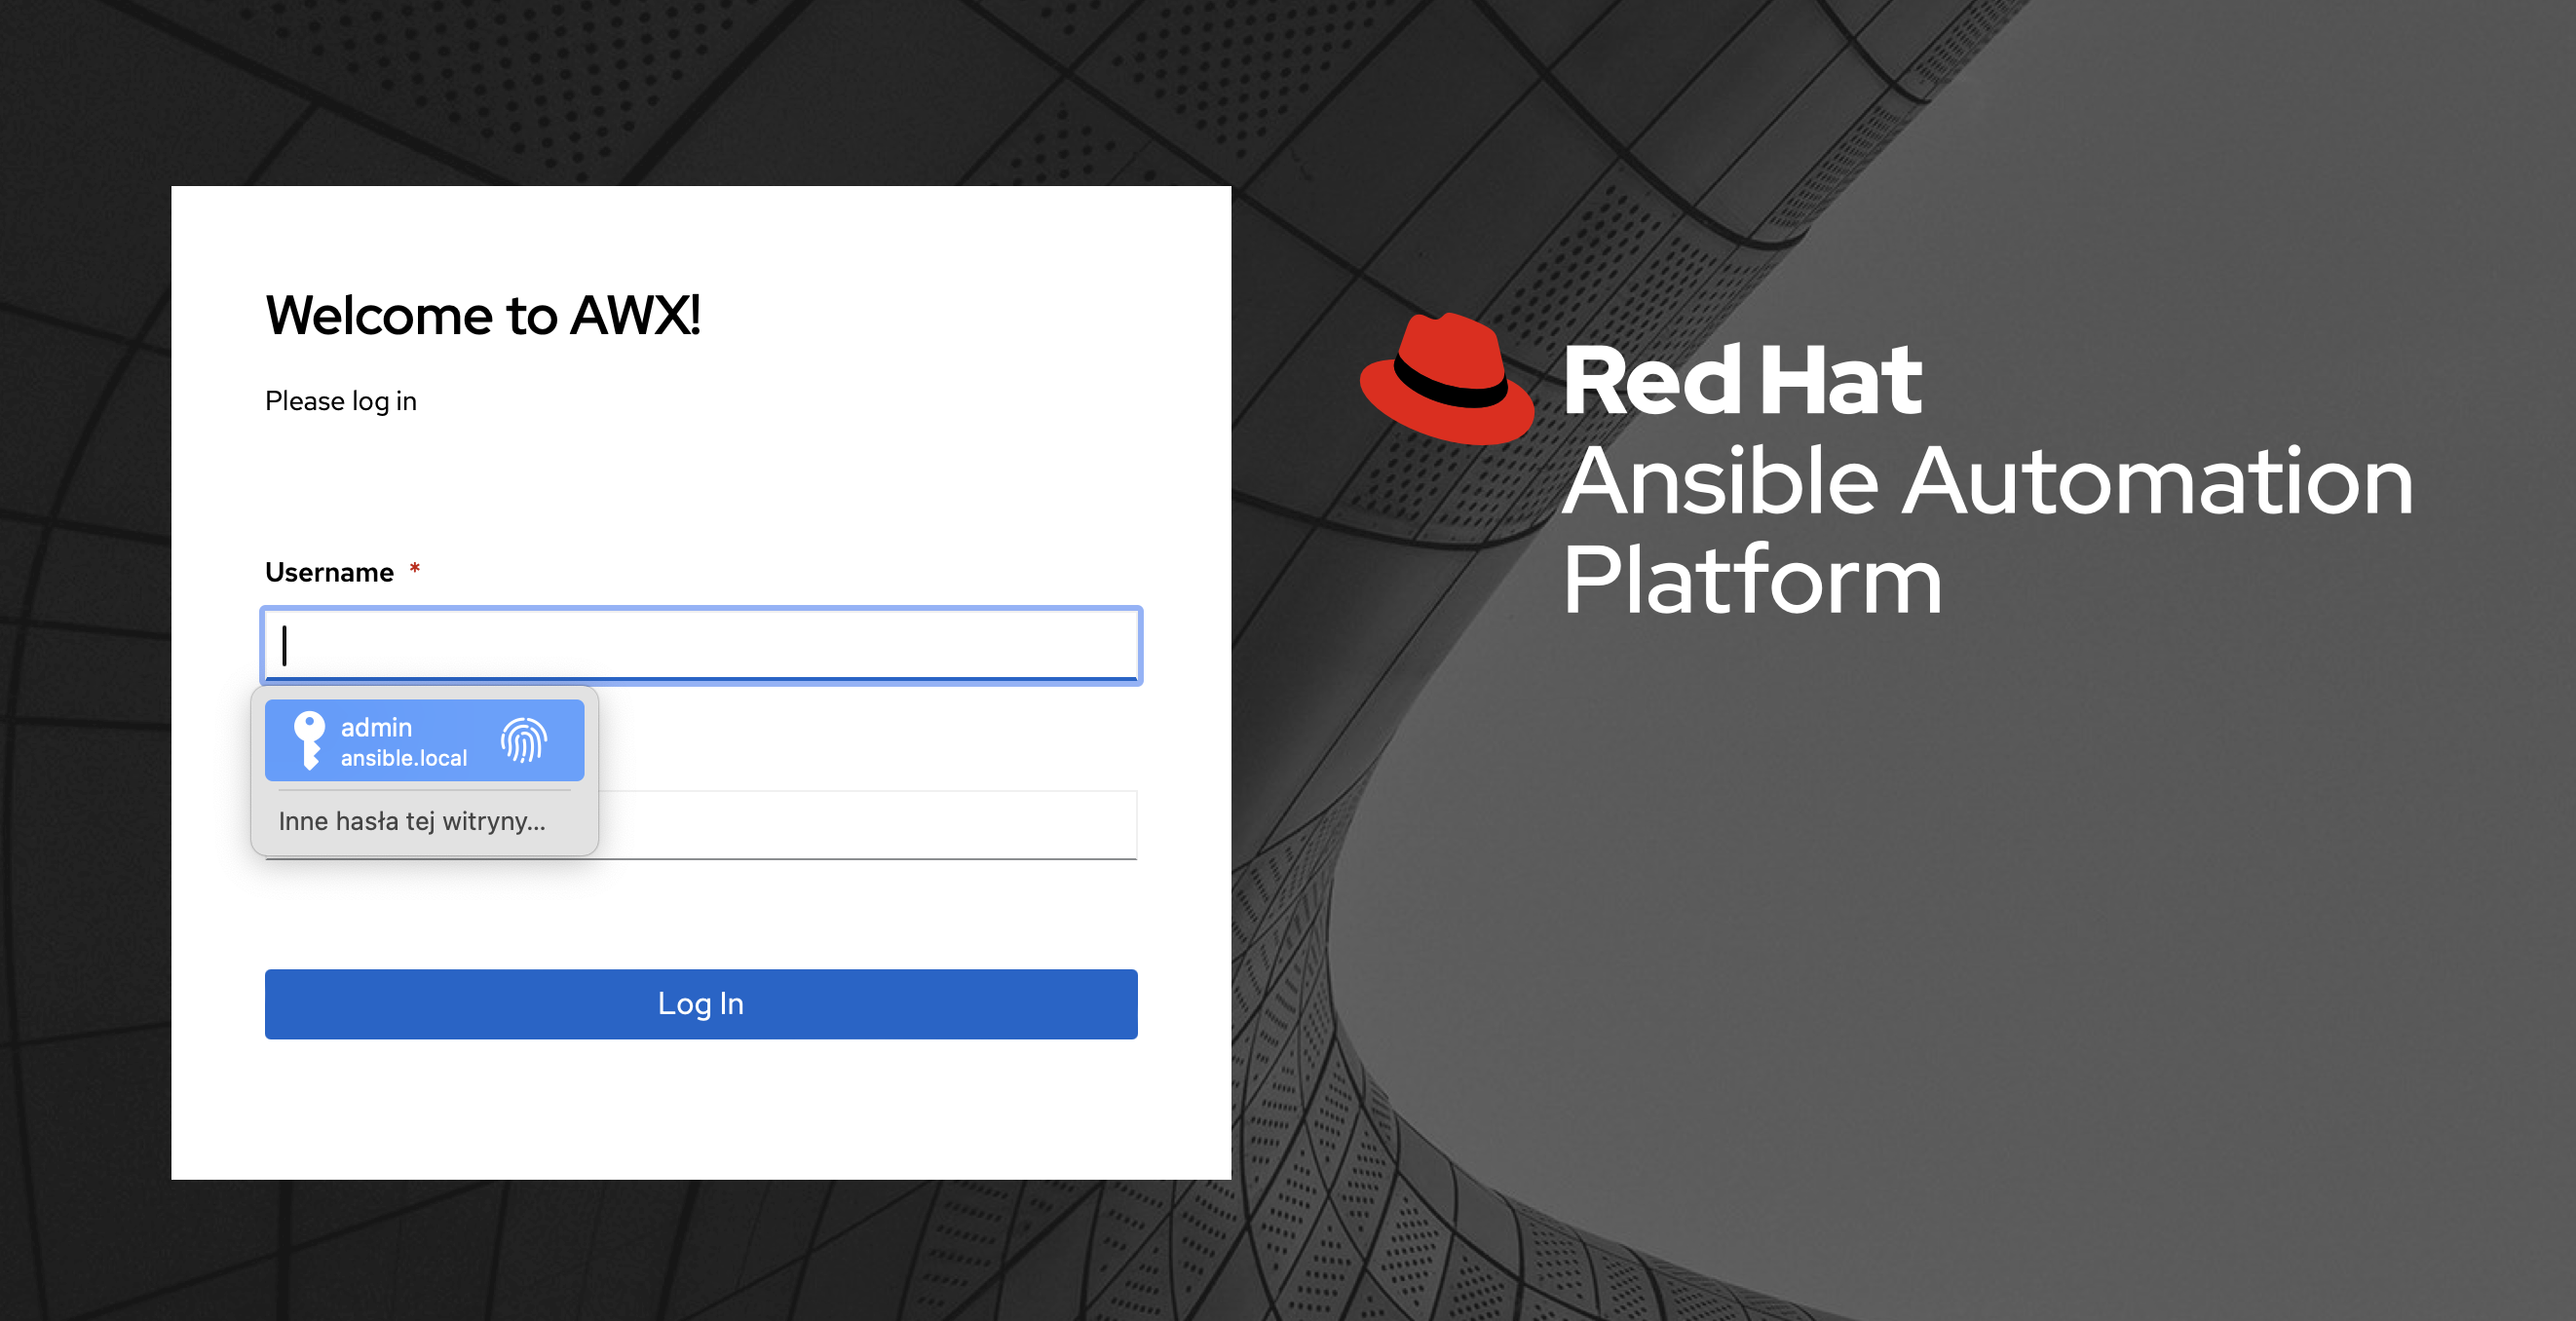 Welcome to AWX!
Please log in
Username *
admin
ansible.local
Inne hasła tej witryny...
Log In
Red Hat
Ansible Automation
Platform